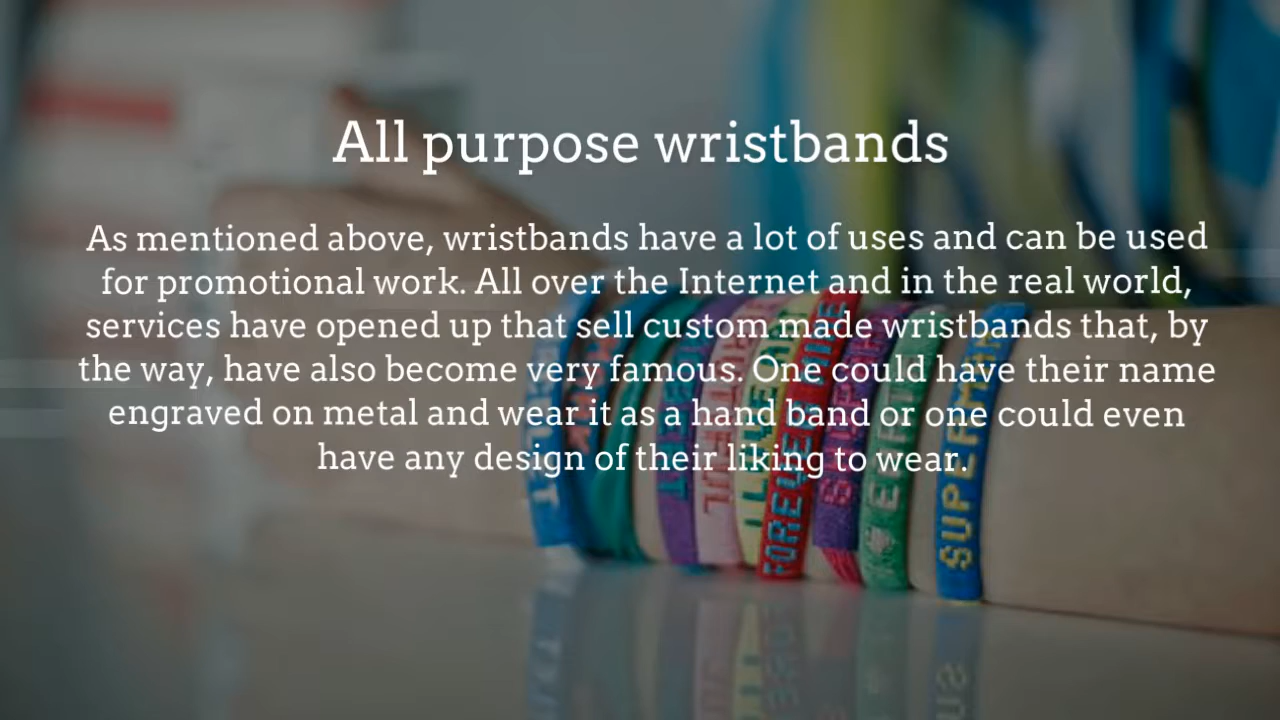 All purpose wristbands
As mentioned above, wristbands have a lot of uses and can be used
for promotional work. All over the Internet and in the real world,
services have opened up that sell custom made wristbands that, by
the way, have also become very famous. One could have their name
engraved on metal and wear it as a hand band or one could even
have any design of their liking to wear.
FOREVER MINE
SUPERMAN